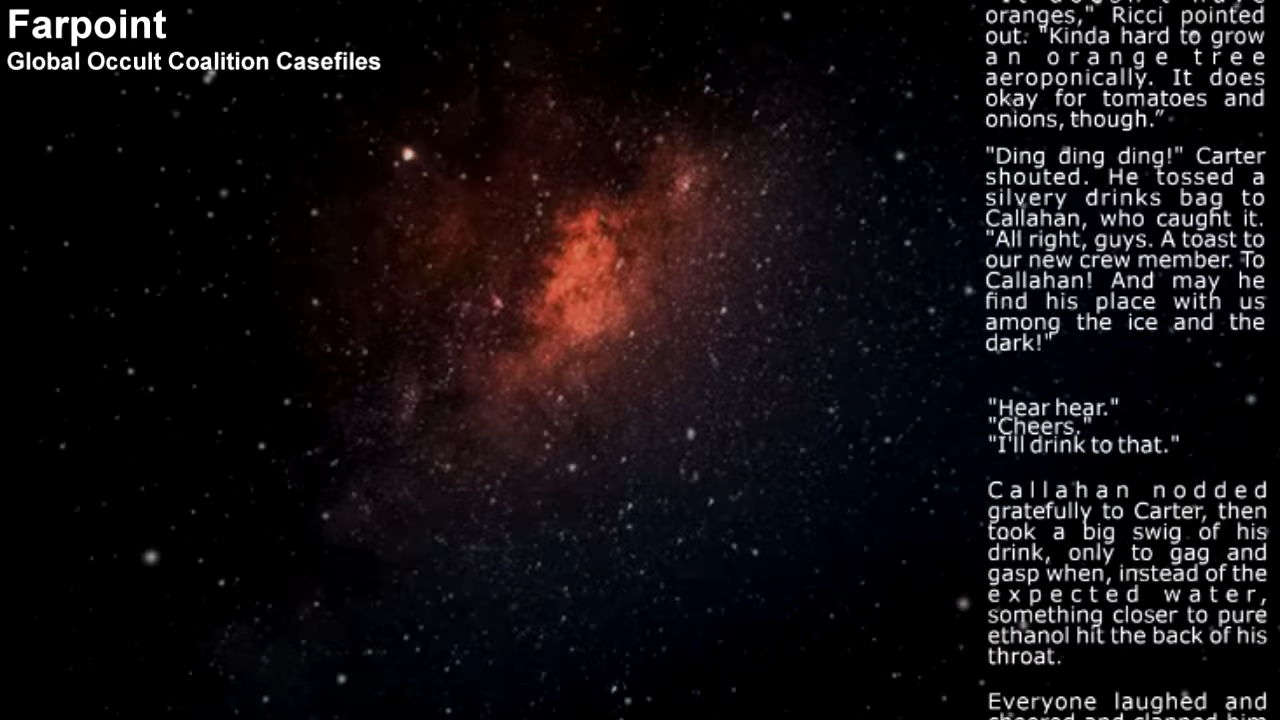 Farpoint
Global Occult Coalition Casefiles
oranges," Ricci pointed
out. "Kinda hard to grow
an orange tree
aeroponically. It does
okay for tomatoes and
onions, though.”
"Ding ding ding!" Carter
shouted. He tossed a
silvery drinks bag to
Callahan, who caught it.
"All right, guys. A toast to
our new crew member. To
Callahan! And may he
find his place with us
among the ice and the
dark!"
"Hear hear."
"Cheers."
"I'll drink to that."
Callahan nodded
gratefully to Carter, then
took a big swig of his
drink, only to gag and
gasp when, instead of the
expected water,
something closer to pure
ethanol hit the back of his
throat.
Everyone laughed and